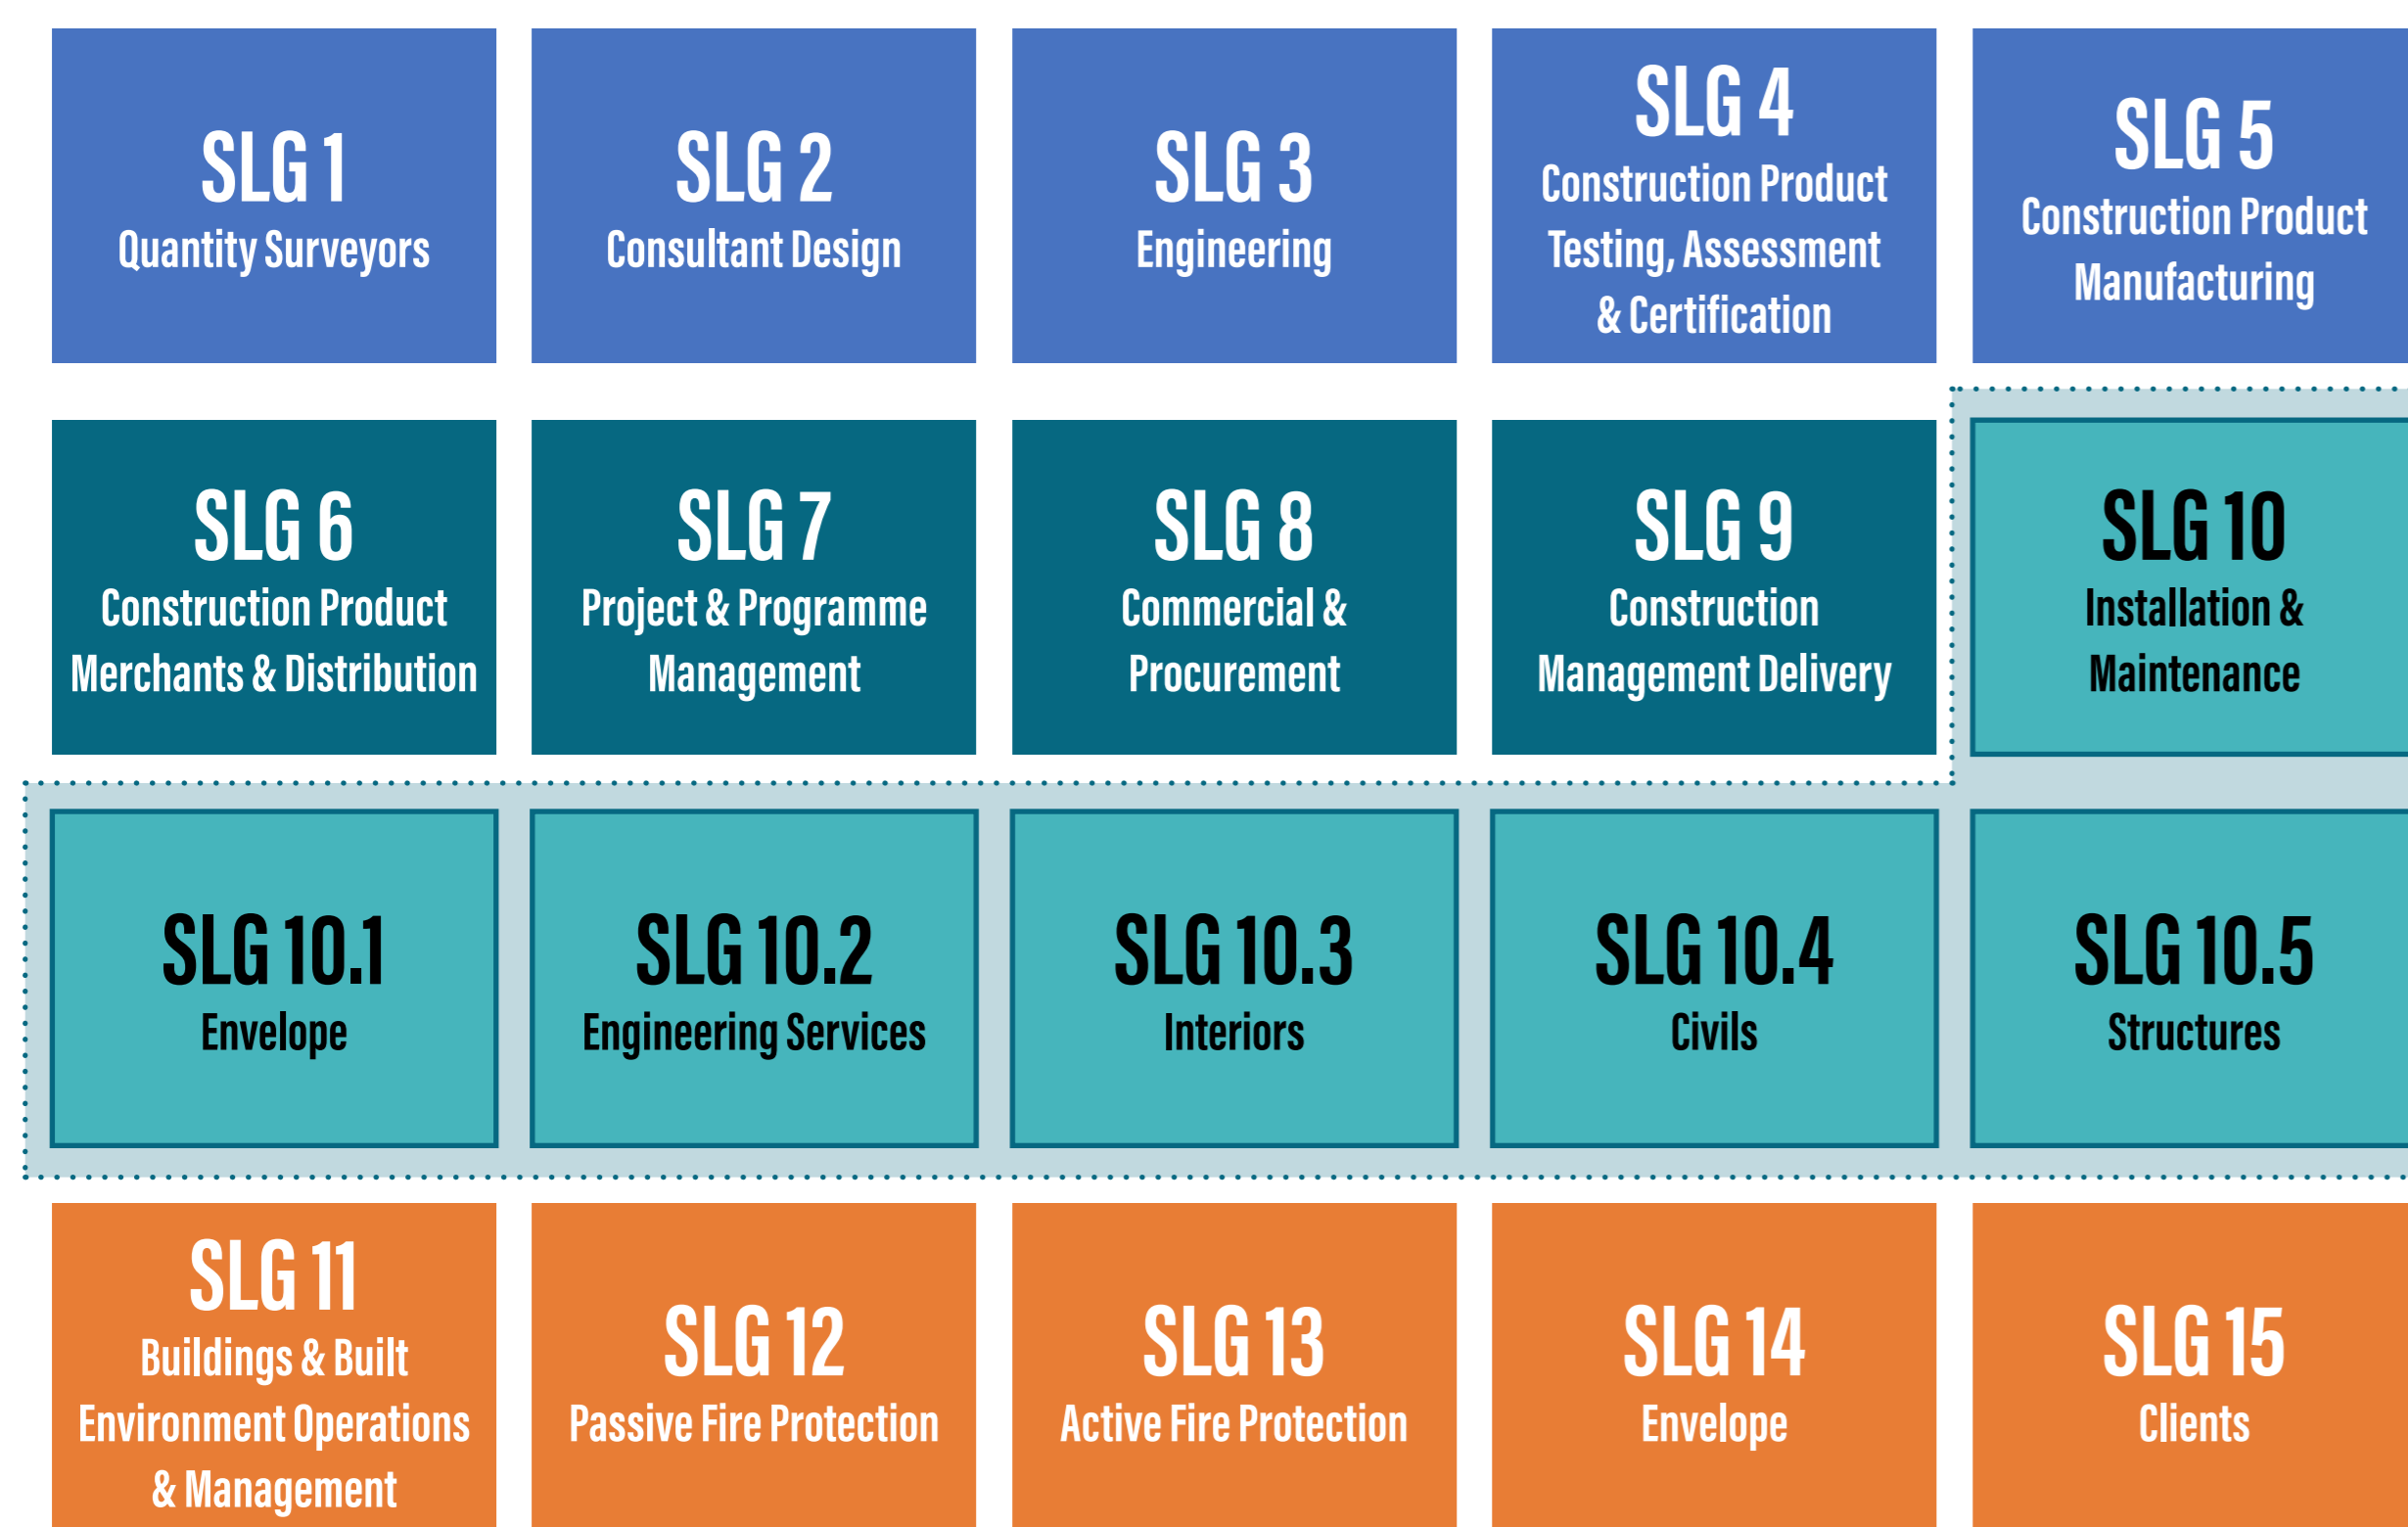 SLG 1
Quantity Surveyors
SLG 2
Consultant Design
SLG 3
Engineering
SLG 4
Construction Product
Testing, Assessment
& Certification
SLG 5
Construction Product
Manufacturing
SLG 6
Construction Product
Merchants & Distribution
SLG 7
Project & Programme
Management
SLG 8
Commercial &
Procurement
SLG 9
Construction
Management Delivery
SLG 10
Installation &
Maintenance
SLG 10.1
Envelope
SLG 10.2
Engineering Services
SLG 10.3
Interiors
SLG 10.4
Civils
SLG 10.5
Structures
SLG 11
Buildings & Built
Environment Operations
& Management
SLG 12
Passive Fire Protection
SLG 13
Active Fire Protection
SLG 14
Envelope
SLG 15
Clients